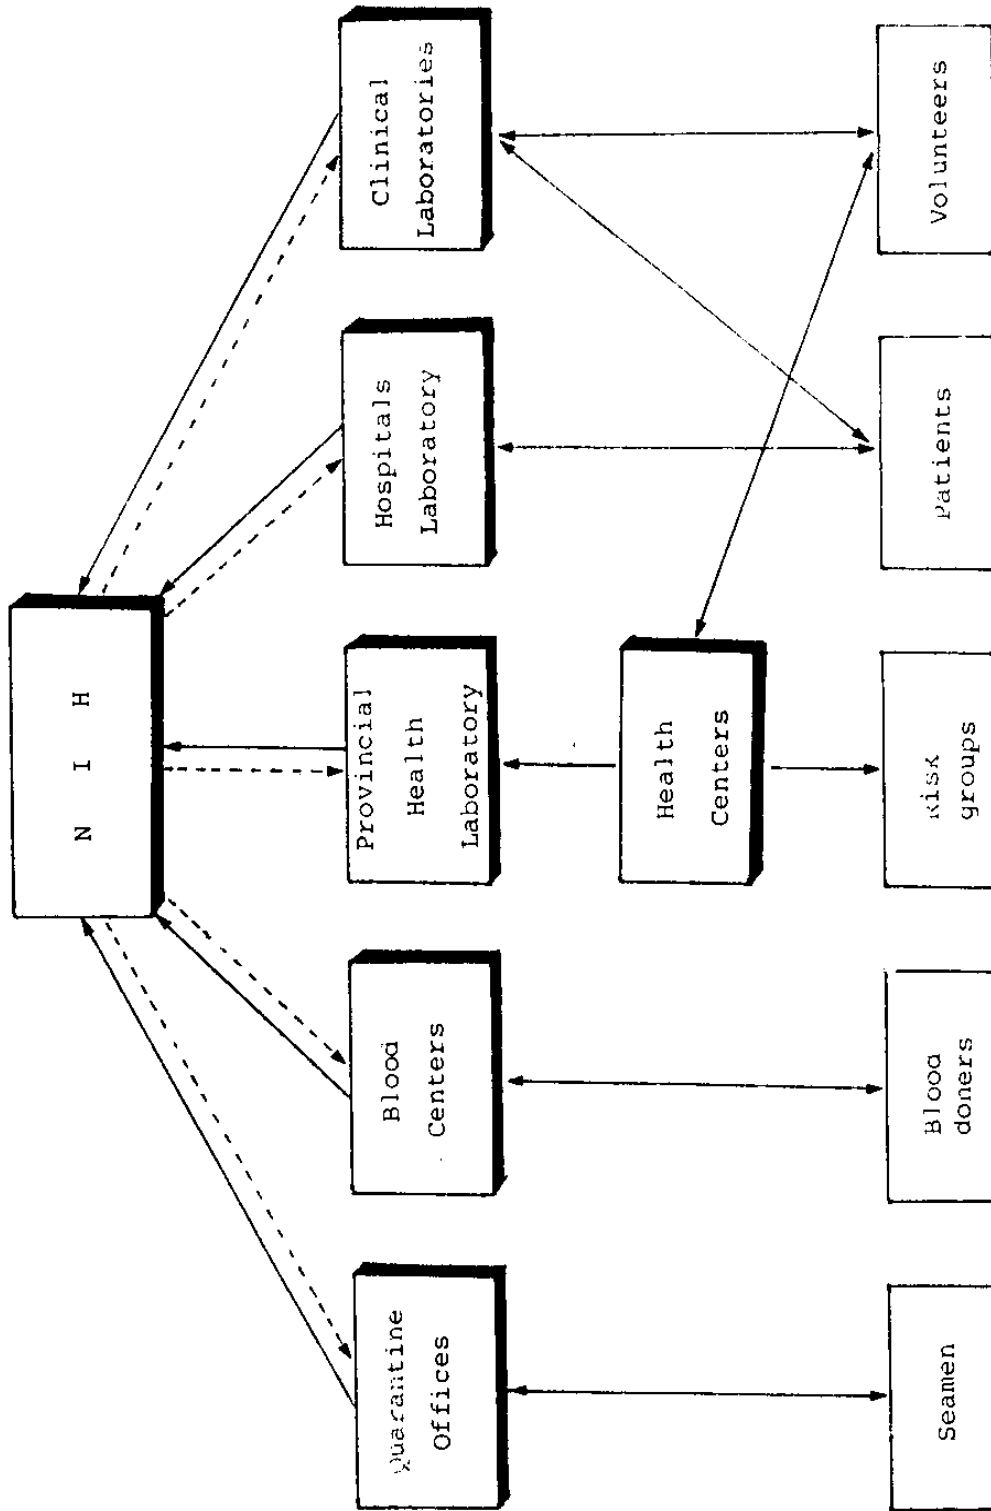 N I H
Quarantine
Offices
Blood
Centers
Provincial
Health
Laboratory
Hospitals
Laboratory
Clinical
Laboratories
Health
Centers
Seamen
Blood
doners
Risk
groups
Patients
Volunteers